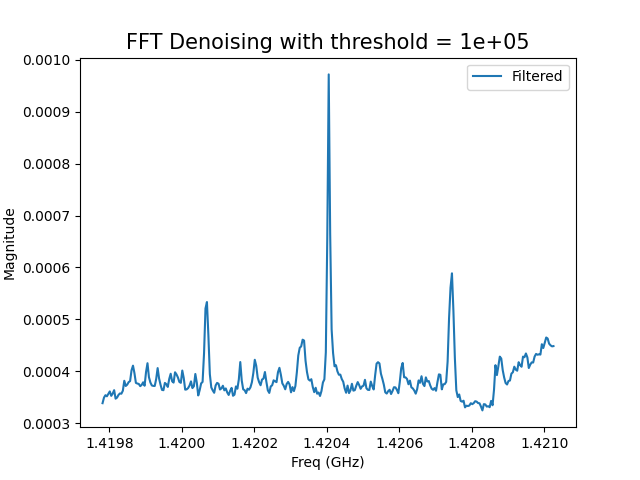 FFT Denoising with threshold = 1e+05
Filtered
0.0010
0.0009
0.0008
0.0007
0.0006
0.0005
0.0004
0.0003
Magnitude
1.4198 1.4200 1.4202 1.4204 1.4206 1.4208 1.4210
Freq (GHz)